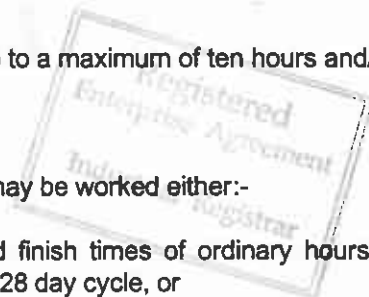 to a maximum of ten hours and
Registered
Enterprise Agreement
Industrial Registrar
may be worked either:-
finish times of ordinary hours
28 day cycle, or